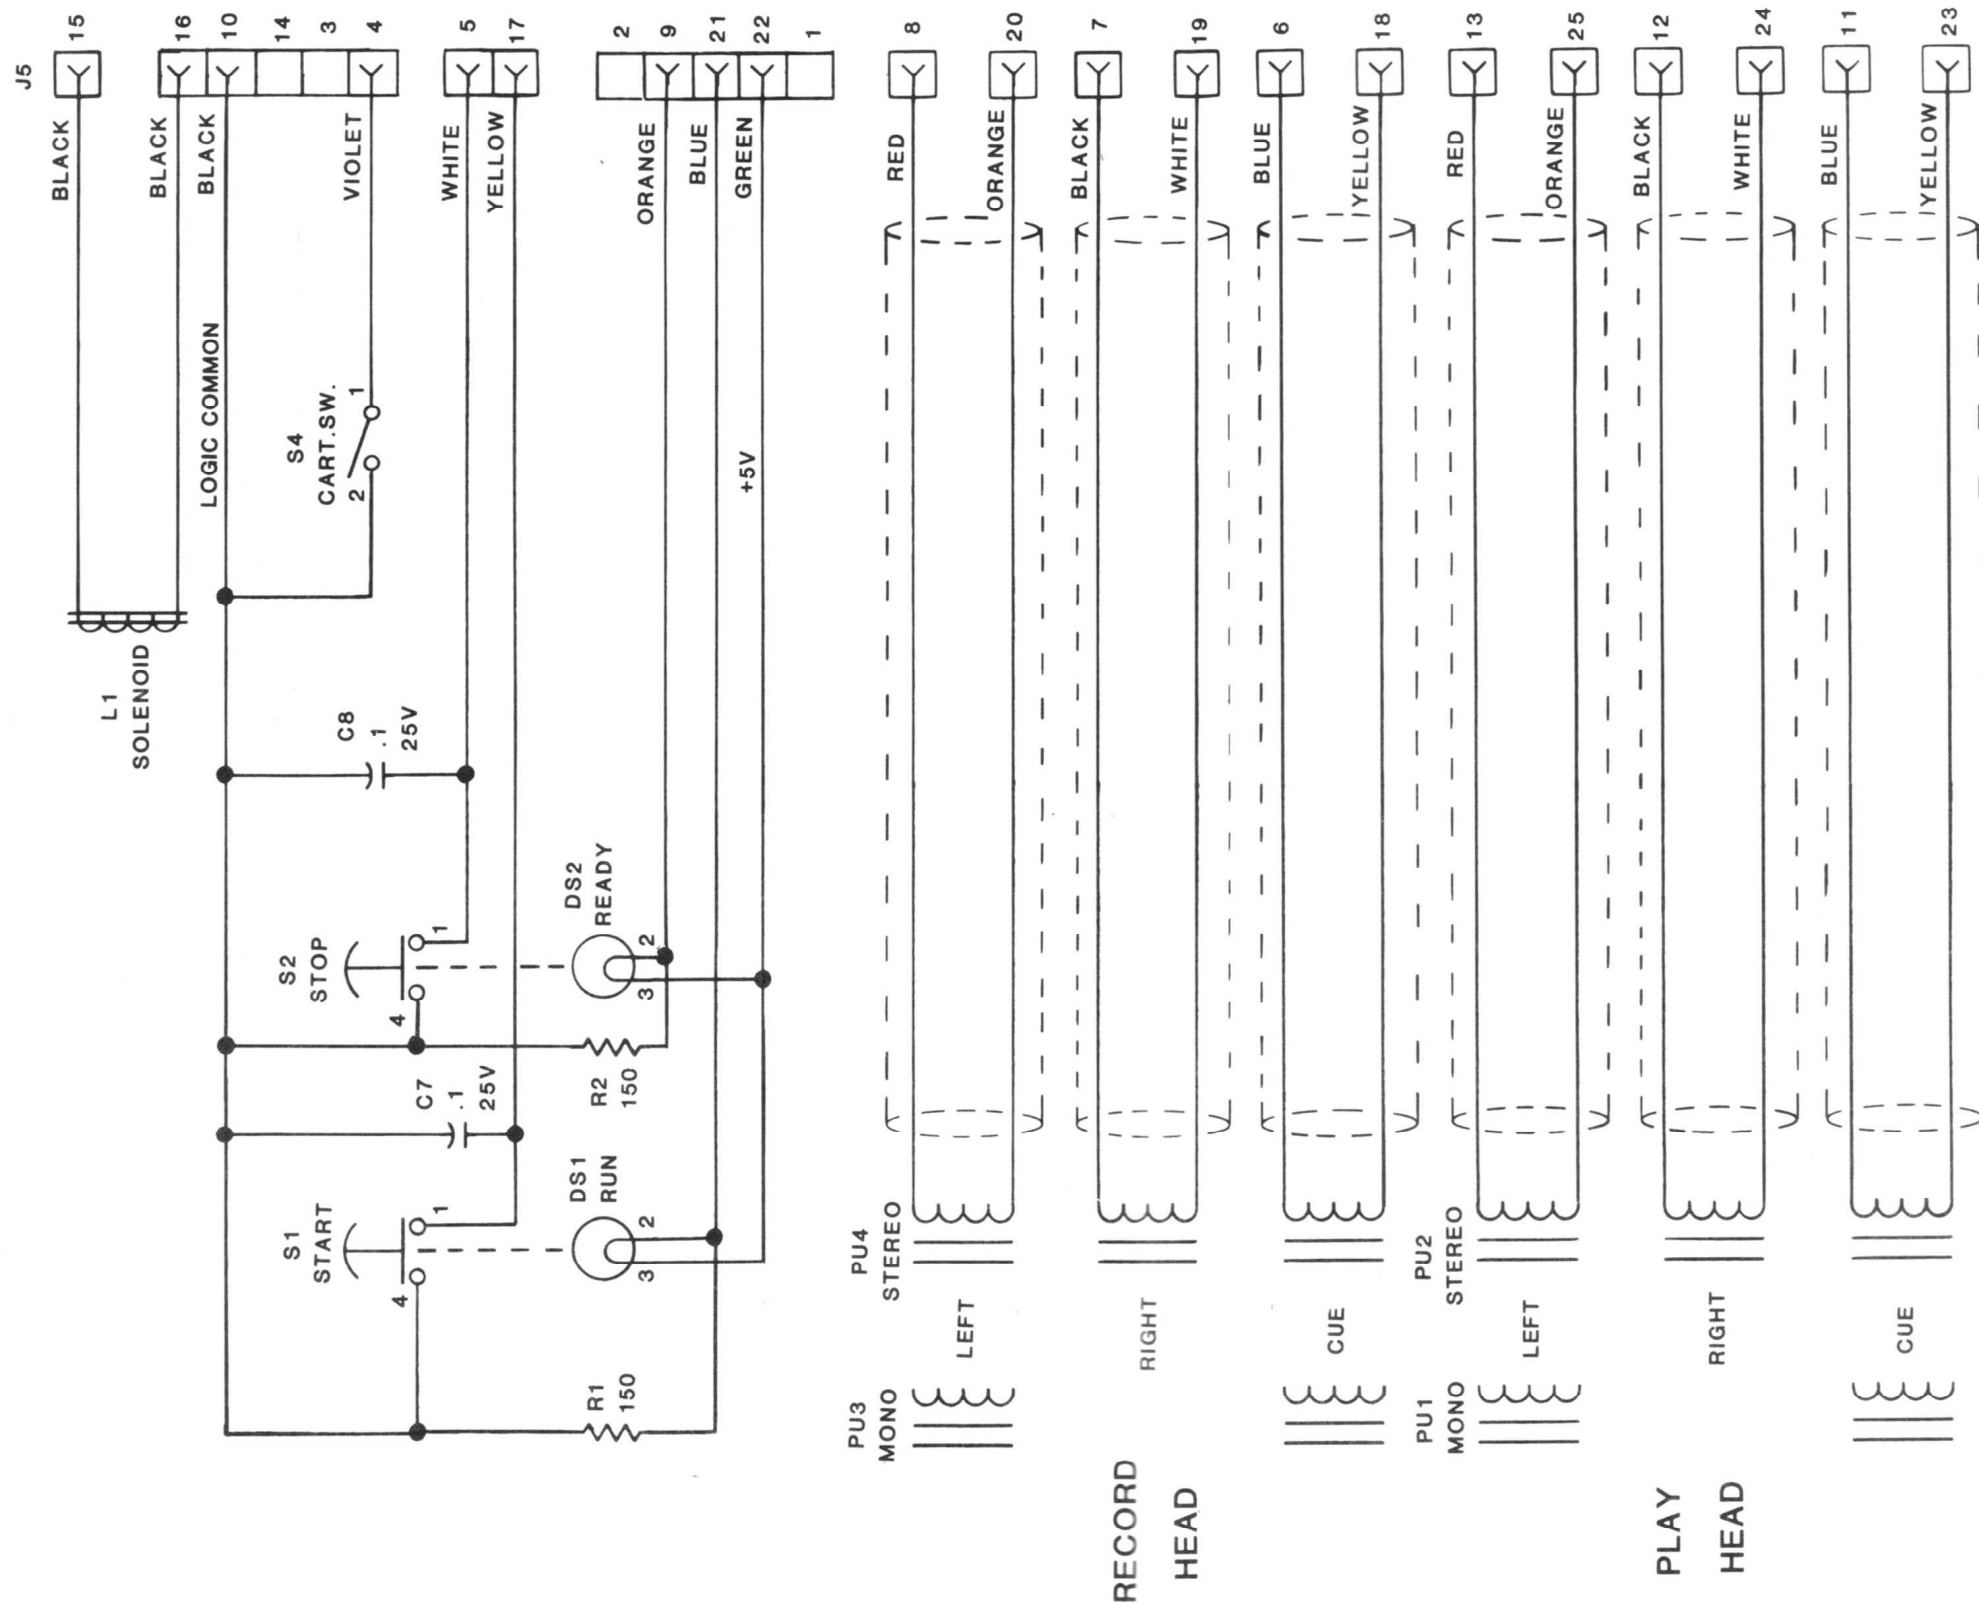 J5
15
16
10
14
3
4
5
17
2
9
21
22
1
8
20
7
19
6
18
13
25
12
24
11
23
BLACK
BLACK
BLACK
VIOLET
WHITE
YELLOW
ORANGE
BLUE
GREEN
RED
ORANGE
BLACK
WHITE
BLUE
YELLOW
RED
ORANGE
BLACK
WHITE
BLUE
YELLOW
LOGIC COMMON
S4
CART.SW.
1
2
+5V
L1
SOLENOID
C8
.1
25V
S2
STOP
1
4
DS2
READY
2
3
C7
.1
25V
R2
150
S1
START
1
4
DS1
RUN
2
3
R1
150
PU4
STEREO
LEFT
RIGHT
CUE
PU2
STEREO
LEFT
RIGHT
CUE
PU3
MONO
PU1
MONO
RECORD
HEAD
PLAY
HEAD